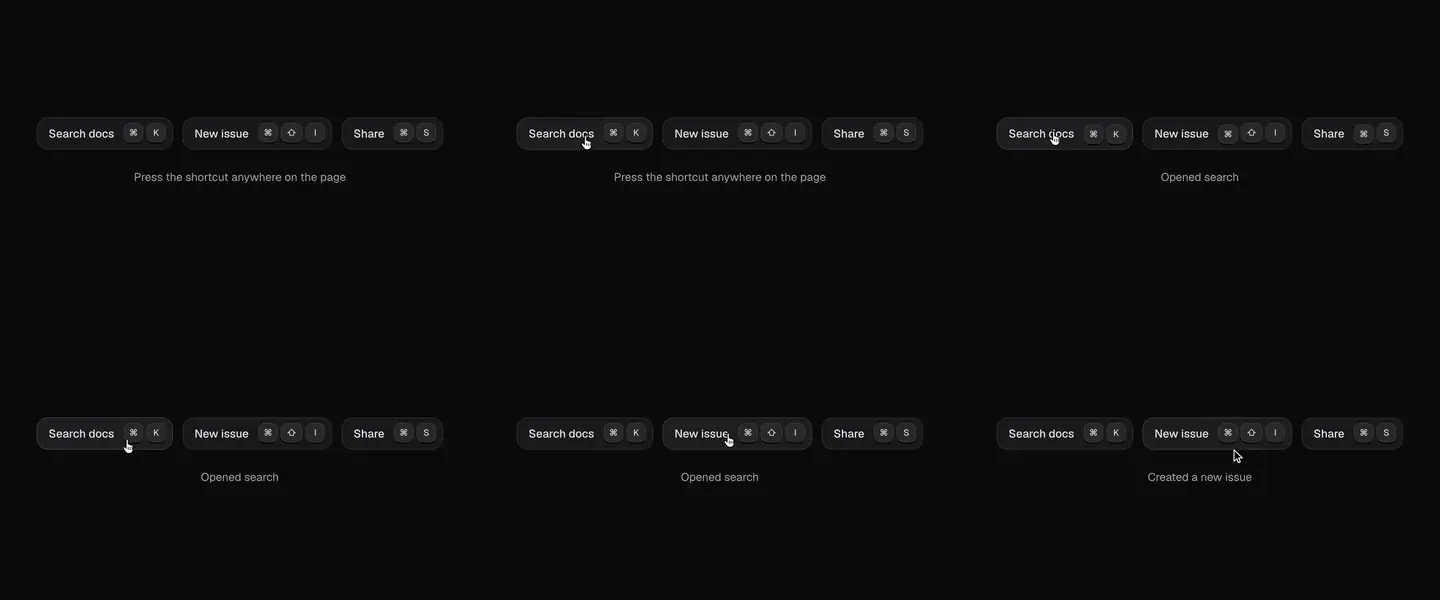 Search docs ⌘ K New issue ⌘ ⇧ I Share ⌘ S
Press the shortcut anywhere on the page
Search docs ⌘ K New issue ⌘ ⇧ I Share ⌘ S
Press the shortcut anywhere on the page
Search docs ⌘ K New issue ⌘ ⇧ I Share ⌘ S
Opened search
Search docs ⌘ K New issue ⌘ ⇧ I Share ⌘ S
Opened search
Search docs ⌘ K New issue ⌘ ⇧ I Share ⌘ S
Opened search
Search docs ⌘ K New issue ⌘ ⇧ I Share ⌘ S
Created a new issue